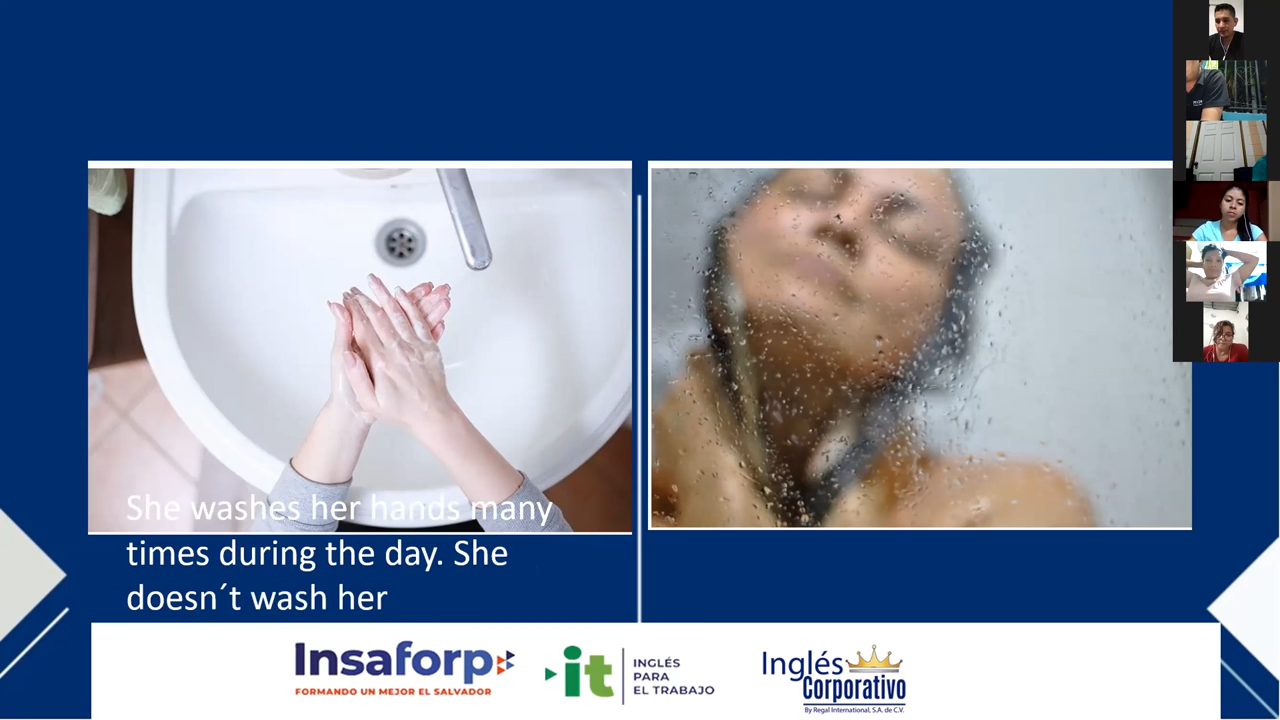 She washes her hands many
times during the day. She
doesn´t wash her
Insaforp
FORMANDO UN MEJOR EL SALVADOR
it
INGLÉS
PARA
EL TRABAJO
Inglés
Corporativo
By Regal International, S.A. de C.V.